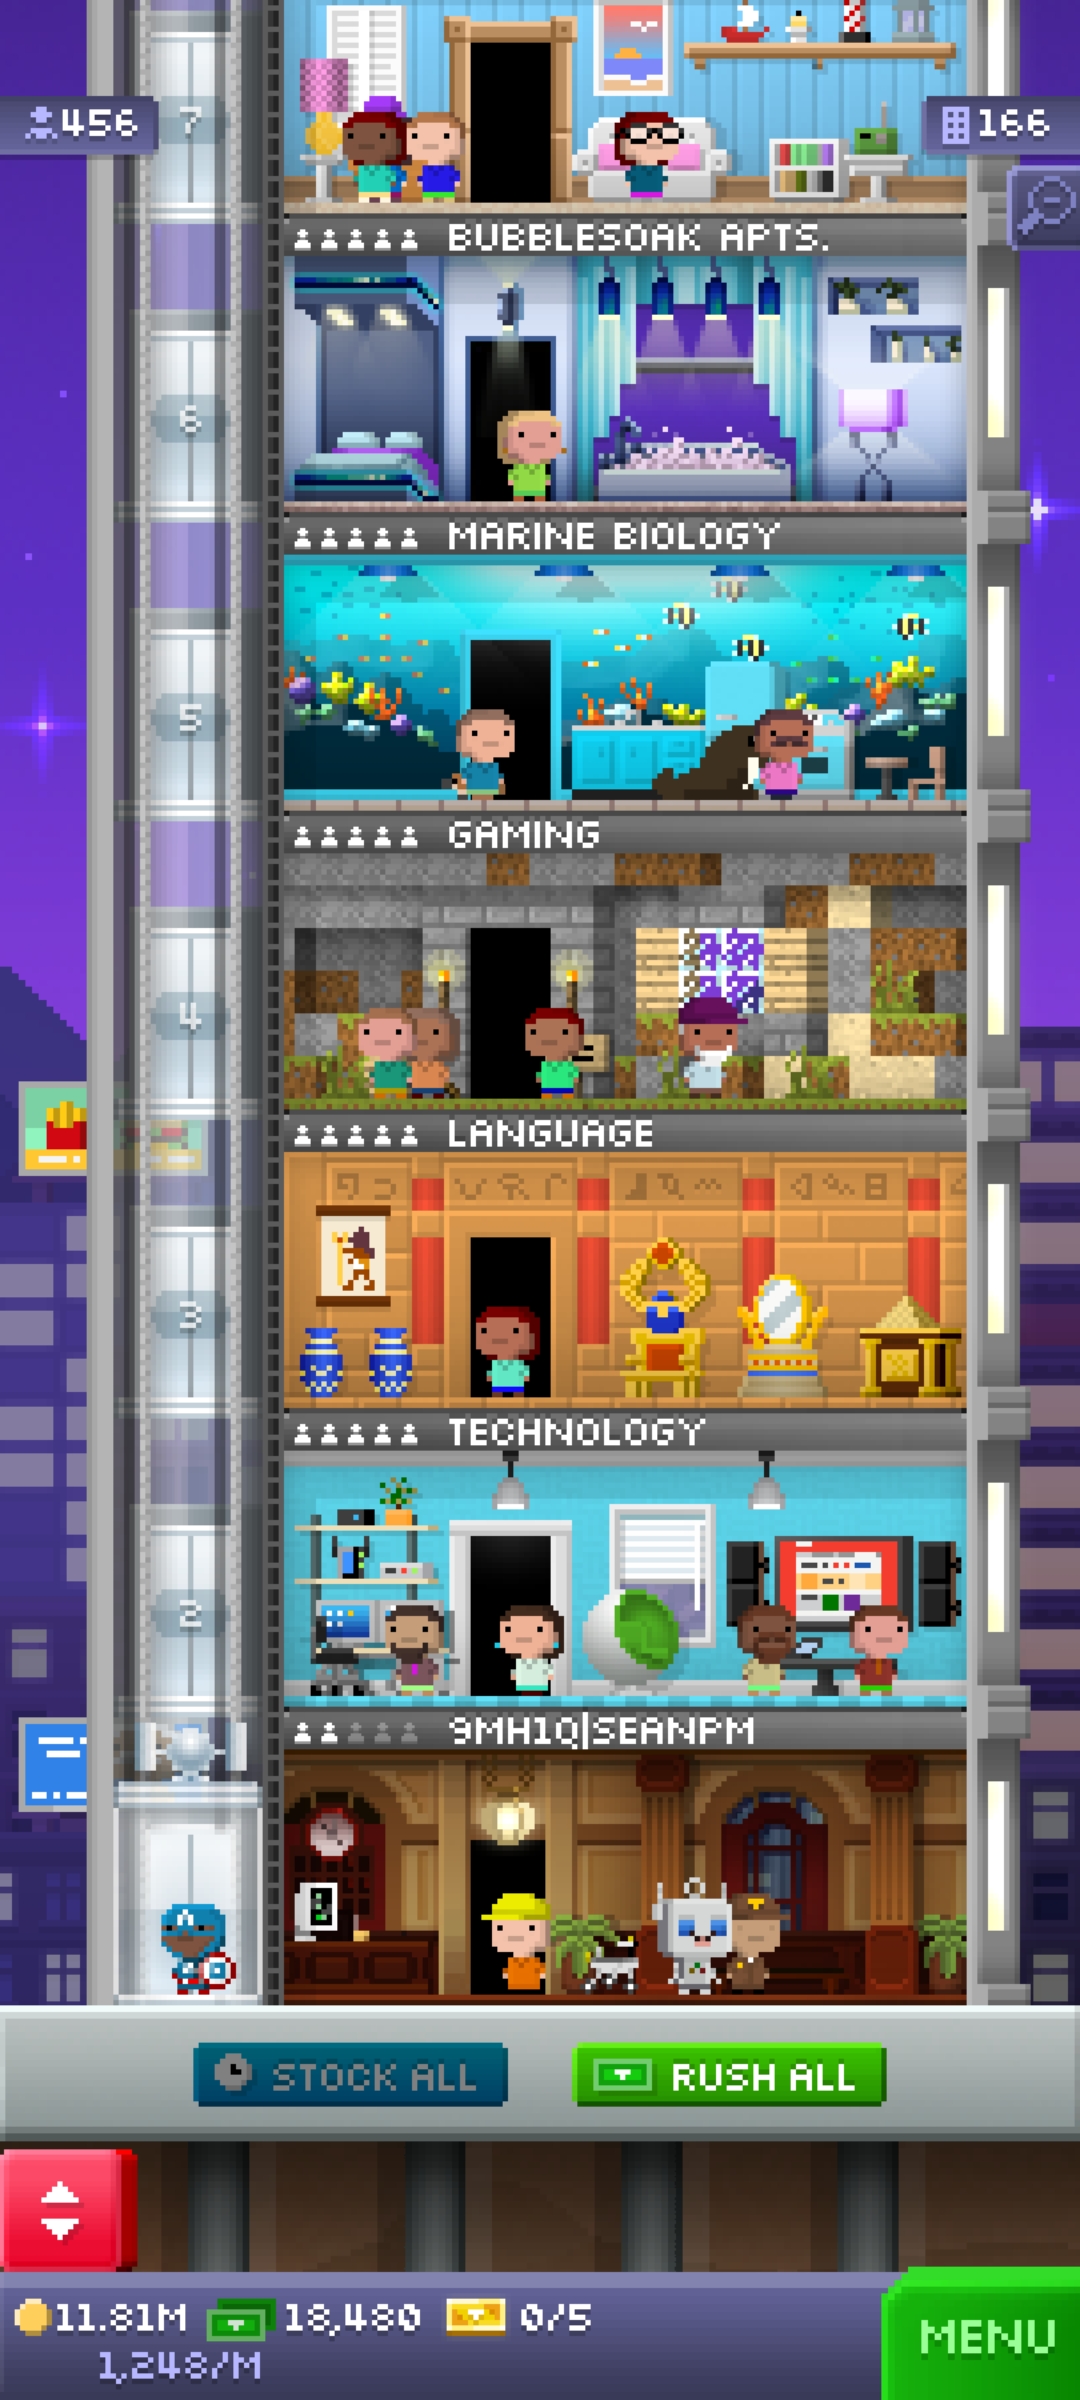 7
456
166
BUBBLESOAK APTS.
6
MARINE BIOLOGY
5
GAMING
4
LANGUAGE
3
TECHNOLOGY
2
9MH1Q|SEANPM
STOCK ALL
RUSH ALL
11.81M 18,480 0/5
1,248/M
MENU